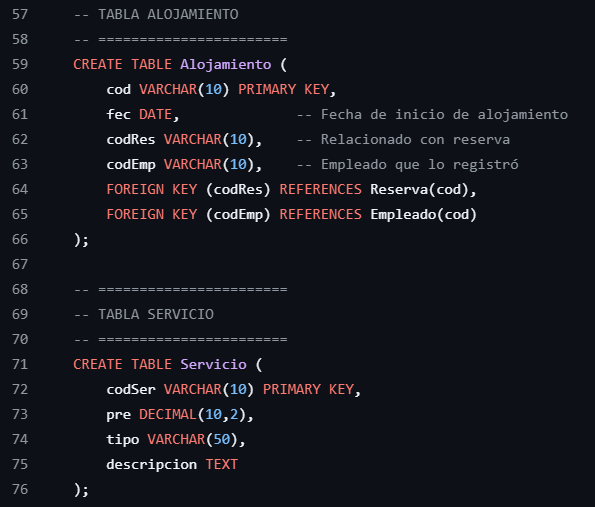 57 -- TABLA ALOJAMIENTO
58 -- =======================
59 CREATE TABLE Alojamiento (
60     cod VARCHAR(10) PRIMARY KEY,
61     fec DATE,              -- Fecha de inicio de alojamiento
62     codRes VARCHAR(10),    -- Relacionado con reserva
63     codEmp VARCHAR(10),    -- Empleado que lo registró
64     FOREIGN KEY (codRes) REFERENCES Reserva(cod),
65     FOREIGN KEY (codEmp) REFERENCES Empleado(cod)
66 );
67
68 -- =======================
69 -- TABLA SERVICIO
70 -- =======================
71 CREATE TABLE Servicio (
72     codSer VARCHAR(10) PRIMARY KEY,
73     pre DECIMAL(10,2),
74     tipo VARCHAR(50),
75     descripcion TEXT
76 );